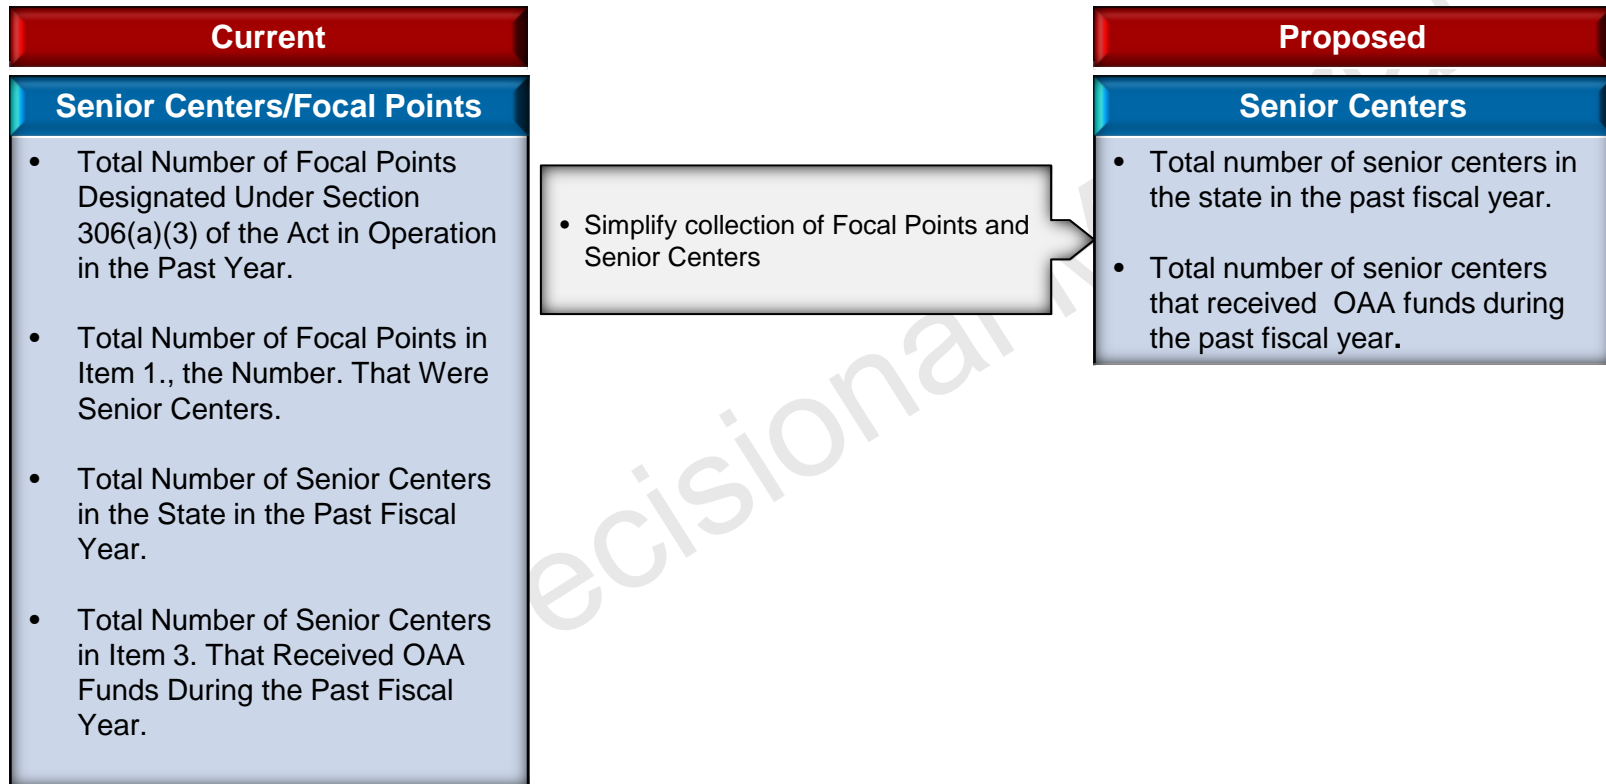 Current
Senior Centers/Focal Points
• Total Number of Focal Points
Designated Under Section
306(a)(3) of the Act in Operation
in the Past Year.
• Total Number of Focal Points in
Item 1., the Number. That Were
Senior Centers.
• Total Number of Senior Centers
in the State in the Past Fiscal
Year.
• Total Number of Senior Centers
in Item 3. That Received OAA
Funds During the Past Fiscal
Year.
• Simplify collection of Focal Points and
Senior Centers
Proposed
Senior Centers
• Total number of senior centers in
the state in the past fiscal year.
• Total number of senior centers
that received  OAA funds during
the past fiscal year.